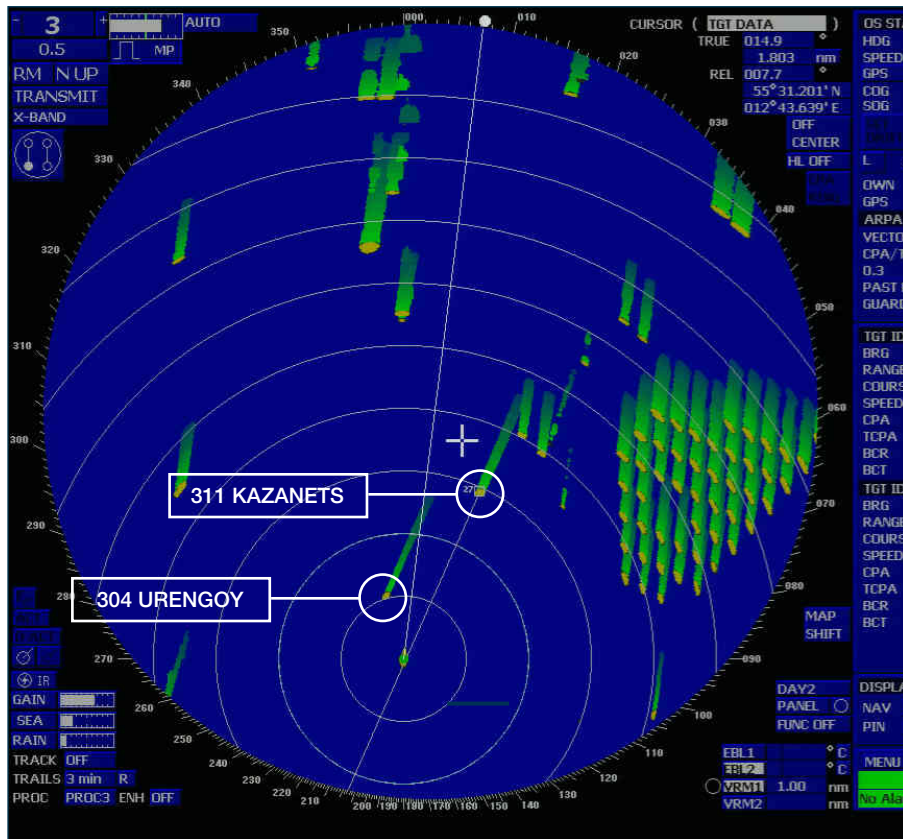 - 3 + AUTO
0.5 MP
RM N UP
TRANSMIT
X-BAND
CURSOR ( TGT DATA )
TRUE 014.9 °
1.803 nm
REL 007.7 °
55°31.201' N
012°43.639' E
OFF
CENTER
HL OFF
OS ST
HDG
SPEED
GPS
COG
SOG
L
OWN
GPS
ARPA
VECTO
CPA/T
0.3
PAST
GUARD
TGT ID
BRG
RANGE
COURS
SPEED
CPA
TCPA
BCR
BCT
TGT ID
BRG
RANGE
COURS
SPEED
CPA
TCPA
BCR
BCT
000
010
020
030
040
050
060
070
080
090
100
110
120
130
140
150
160
170
180
190
200
210
220
230
240
250
260
270
280
290
300
310
320
330
340
350
27
311 KAZANETS
304 URENGOY
IR
GAIN
SEA
RAIN
TRACK OFF
TRAILS 3 min R
PROC PROC3 ENH OFF
MAP
SHIFT
DAY2
PANEL
FUNC OFF
EBL1 ° C
EBL2 ° C
VRM1 1.00 nm
VRM2 nm
DISPLA
NAV
PIN
MENU
No Ala